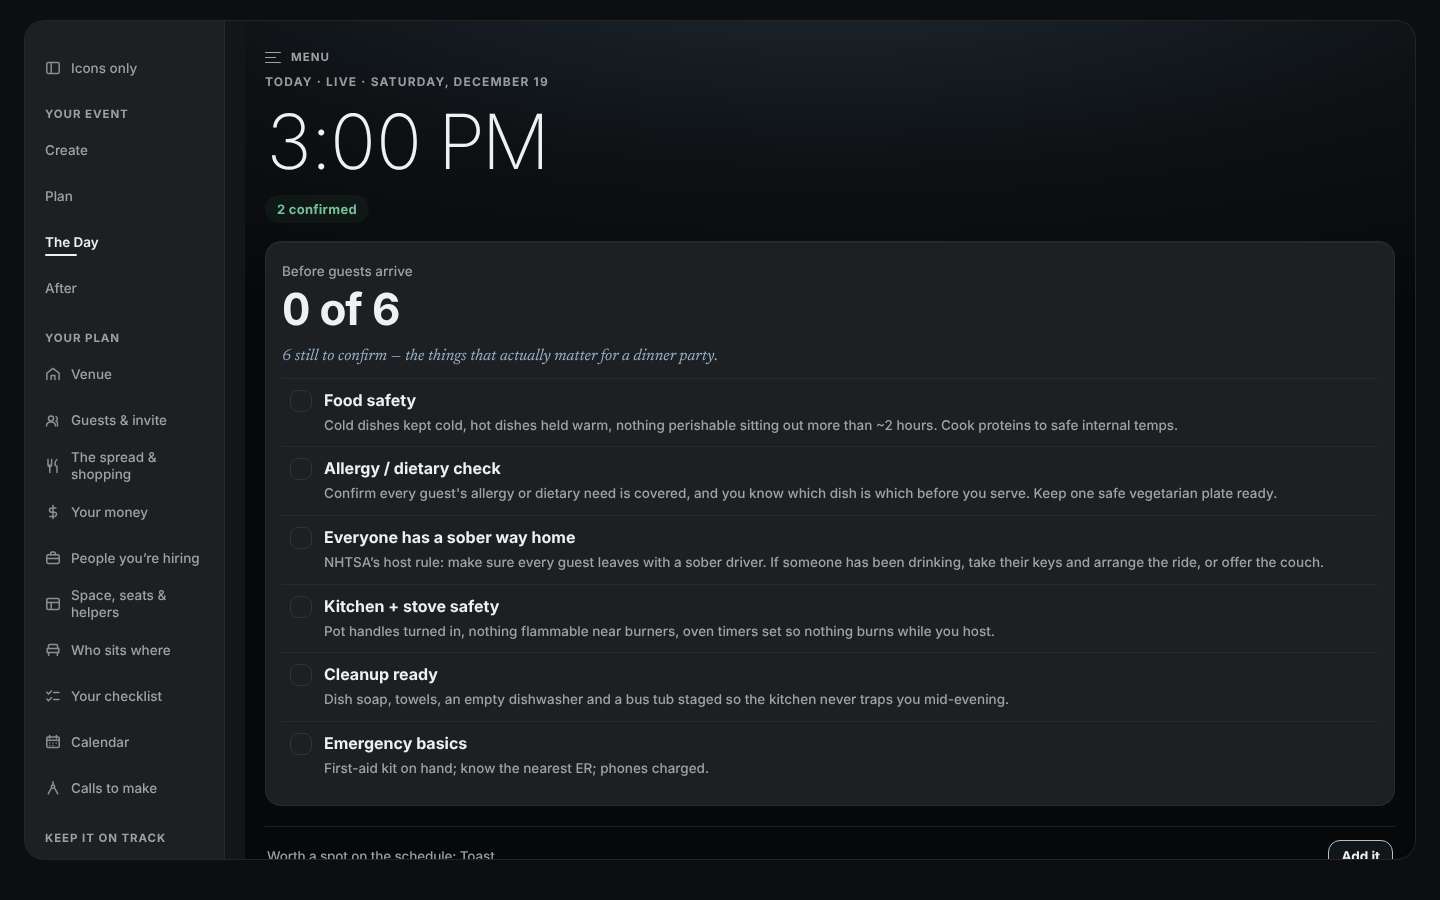 Icons only
YOUR EVENT
Create
Plan
The Day
After
YOUR PLAN
Venue
Guests & invite
The spread &
shopping
Your money
People you’re hiring
Space, seats &
helpers
Who sits where
Your checklist
Calendar
Calls to make
KEEP IT ON TRACK
MENU
TODAY · LIVE · SATURDAY, DECEMBER 19
3:00 PM
2 confirmed
Before guests arrive
0 of 6
6 still to confirm — the things that actually matter for a dinner party.
Food safety
Cold dishes kept cold, hot dishes held warm, nothing perishable sitting out more than ~2 hours. Cook proteins to safe internal temps.
Allergy / dietary check
Confirm every guest's allergy or dietary need is covered, and you know which dish is which before you serve. Keep one safe vegetarian plate ready.
Everyone has a sober way home
NHTSA’s host rule: make sure every guest leaves with a sober driver. If someone has been drinking, take their keys and arrange the ride, or offer the couch.
Kitchen + stove safety
Pot handles turned in, nothing flammable near burners, oven timers set so nothing burns while you host.
Cleanup ready
Dish soap, towels, an empty dishwasher and a bus tub staged so the kitchen never traps you mid-evening.
Emergency basics
First-aid kit on hand; know the nearest ER; phones charged.
Worth a spot on the schedule: Toast
Add it